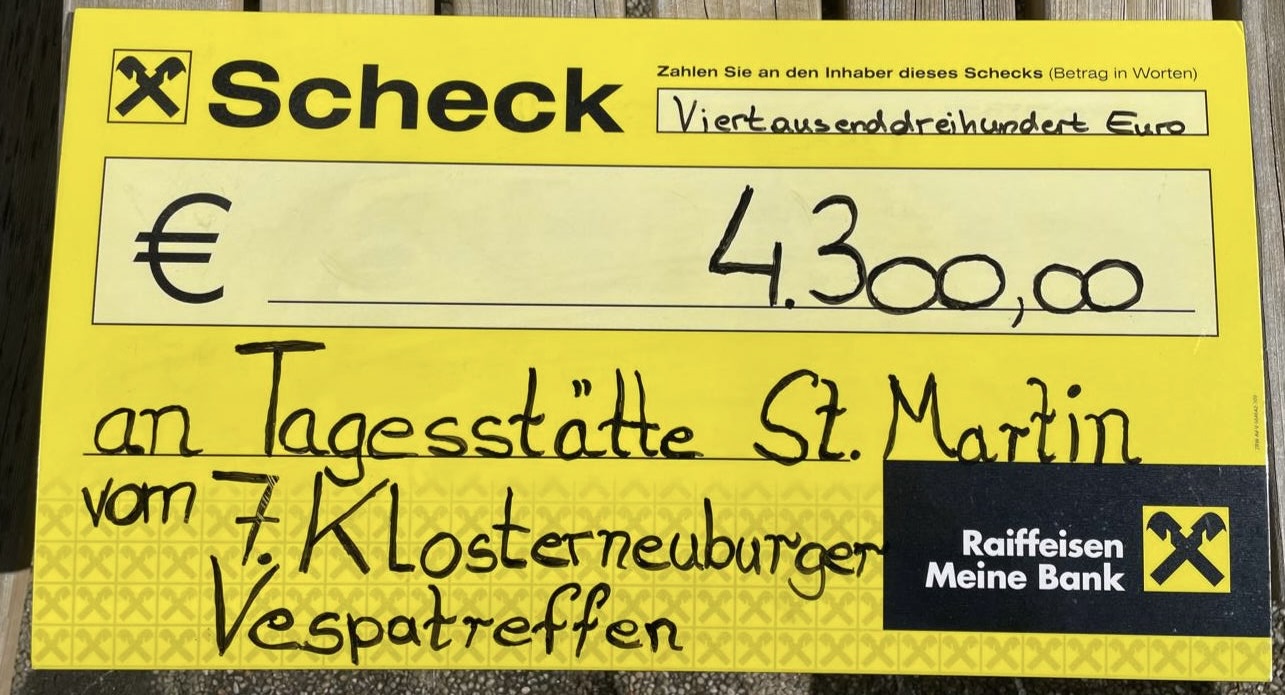 Scheck
Zahlen Sie an den Inhaber dieses Schecks (Betrag in Worten)
Viertausenddreihundert Euro
€ 4.300,00
an Tagesstätte St. Martin
vom 7. Klosterneuburger
Vespatreffen
Raiffeisen
Meine Bank